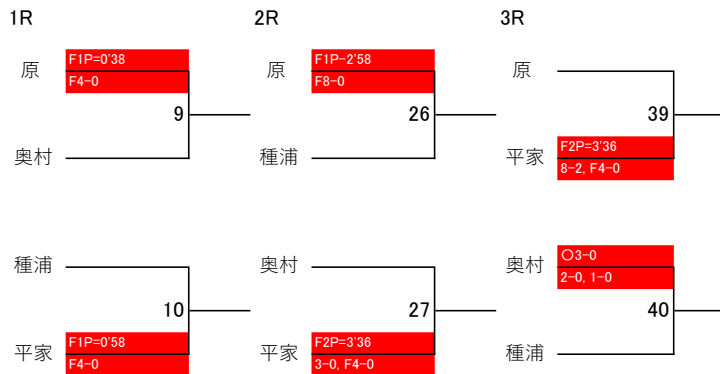 1R
2R
3R
原
F1P=0'38
F4-0
9
奥村
原
F1P-2'58
F8-0
26
種浦
原
39
平家
F2P=3'36
8-2, F4-0
種浦
10
平家
F1P=0'58
F4-0
奥村
27
平家
F2P=3'36
3-0, F4-0
奥村
〇3-0
2-0, 1-0
40
種浦